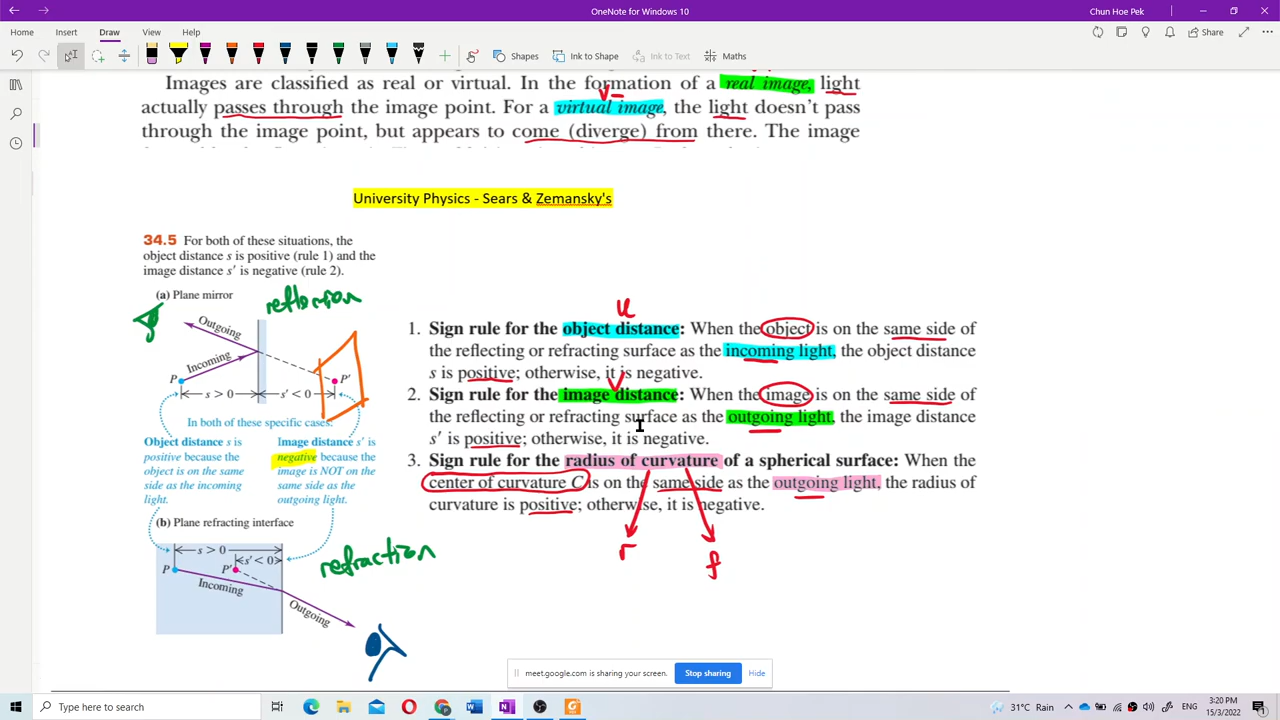 OneNote for Windows 10
Chun Hoe Pek
Home Insert Draw View Help
Share
Shapes Ink to Shape Ink to Text Maths
Images are classified as real or virtual. In the formation of a real image, light
v-
actually passes through the image point. For a virtual image, the light doesn't pass
through the image point, but appears to come (diverge) from there. The image
University Physics - Sears & Zemansky's
34.5 For both of these situations, the
object distance s is positive (rule 1) and the
image distance s′ is negative (rule 2).
(a) Plane mirror
reflection
Outgoing
Incoming
P
P′
s > 0
s′ < 0
In both of these specific cases:
Object distance s is
positive because the
object is on the same
side as the incoming
light.
Image distance s′ is
negative because the
image is NOT on the
same side as the
outgoing light.
(b) Plane refracting interface
refraction
s > 0
s′ < 0
P
P′
Incoming
Outgoing
u
1. Sign rule for the object distance: When the object is on the same side of
the reflecting or refracting surface as the incoming light, the object distance
s is positive; otherwise, it is negative.
v
2. Sign rule for the image distance: When the image is on the same side of
the reflecting or refracting surface as the outgoing light, the image distance
s′ is positive; otherwise, it is negative.
3. Sign rule for the radius of curvature of a spherical surface: When the
center of curvature C is on the same side as the outgoing light, the radius of
curvature is positive; otherwise, it is negative.
r
f
meet.google.com is sharing your screen. Stop sharing Hide
Type here to search
31°C Rain
3:20 PM
15/3/2022